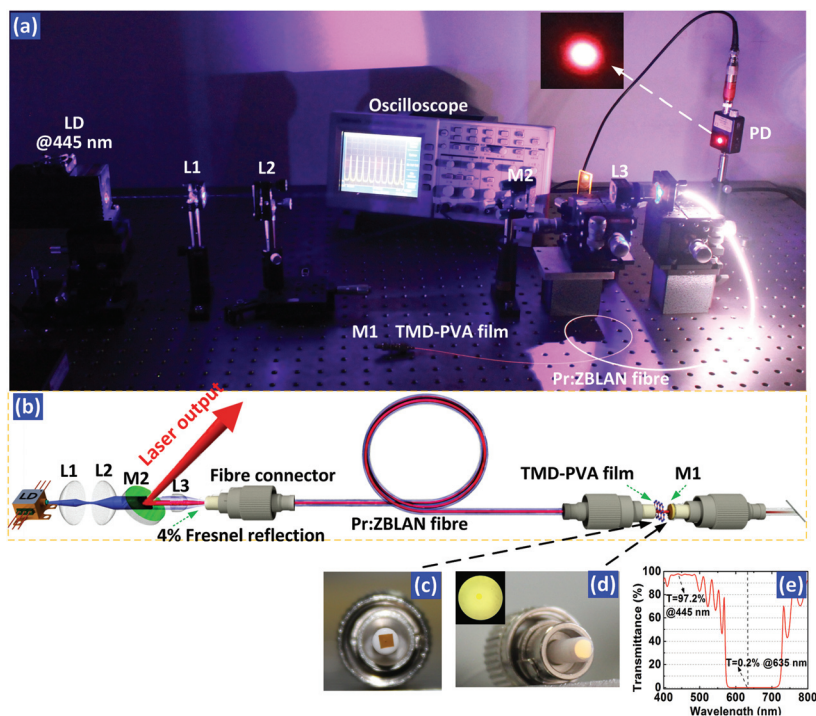 (a)
LD
@445 nm
L1
L2
Oscilloscope
M2
L3
PD
M1 TMD-PVA film
Pr:ZBLAN fibre
(b)
Laser output
L1
L2
M2
L3
LD
Fibre connector
4% Fresnel reflection
Pr:ZBLAN fibre
TMD-PVA film
M1
(c)
(d)
(e)
Transmittance (%)
100
80
60
40
20
0
T=97.2%
@445 nm
T=0.2% @635 nm
400 500 600 700 800
Wavelength (nm)